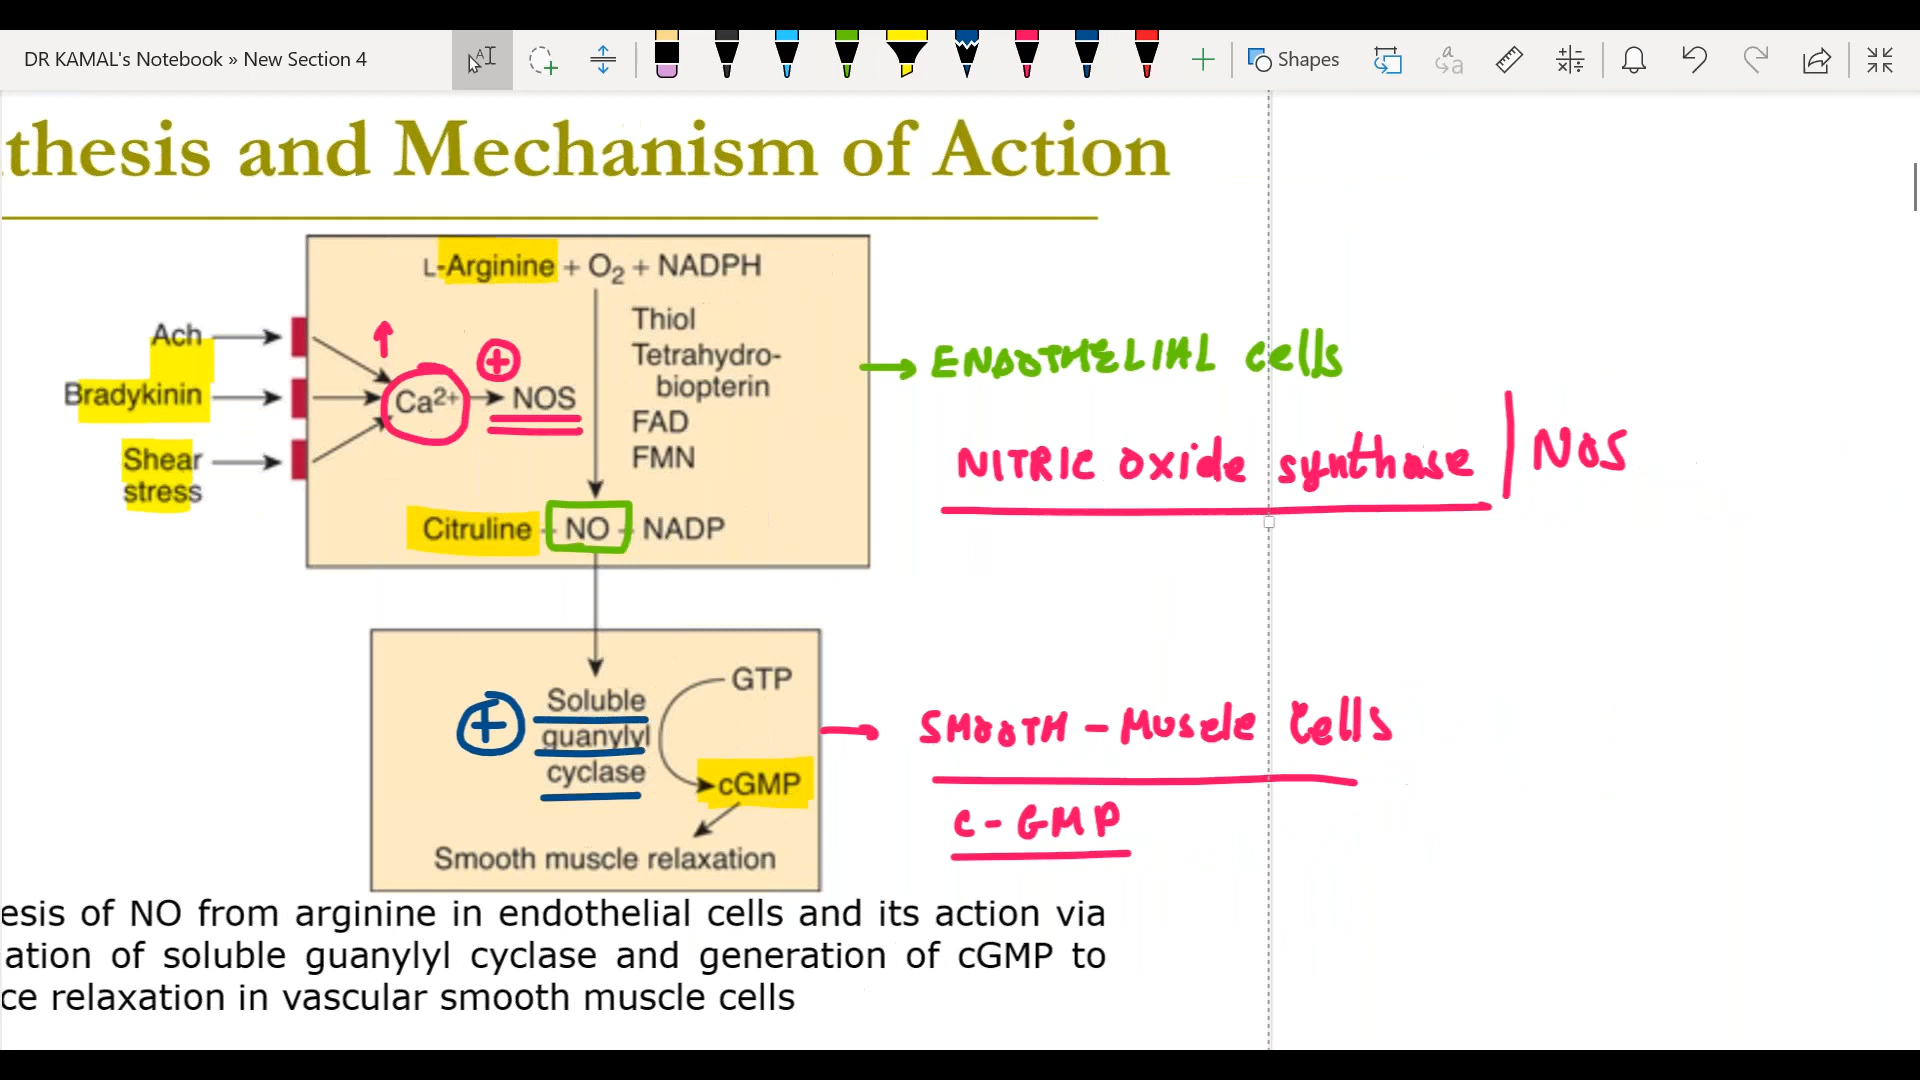 DR KAMAL's Notebook » New Section 4
Shapes
thesis and Mechanism of Action
L-Arginine + O2 + NADPH
Thiol
Tetrahydro-
biopterin
FAD
FMN
Ach
Bradykinin
Shear
stress
Ca2+
+
NOS
Citruline - NO - NADP
→ ENDOTHELIAL cells
NITRIC oxide synthase | NOS
+
Soluble
guanylyl
cyclase
GTP
cGMP
Smooth muscle relaxation
SMOOTH - Muscle Cells
c - GMP
esis of NO from arginine in endothelial cells and its action via
ation of soluble guanylyl cyclase and generation of cGMP to
ce relaxation in vascular smooth muscle cells